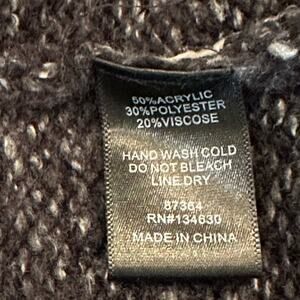 50%ACRYLIC
30%POLYESTER
20%VISCOSE
HAND WASH COLD
DO NOT BLEACH
LINE DRY
87364
RN#134630
MADE IN CHINA